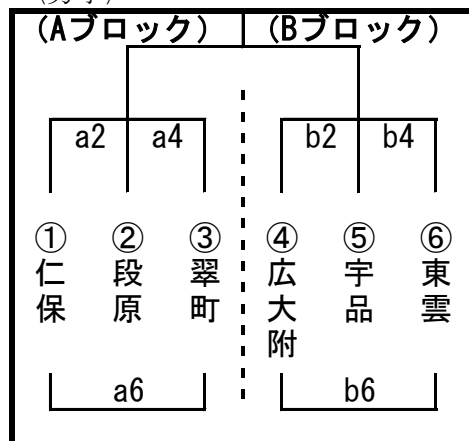 (Aブロック) (Bブロック)
a2 a4 b2 b4
① ② ③ ④ ⑤ ⑥
仁保 段原 翠町 広大附 宇品 東雲
a6 b6